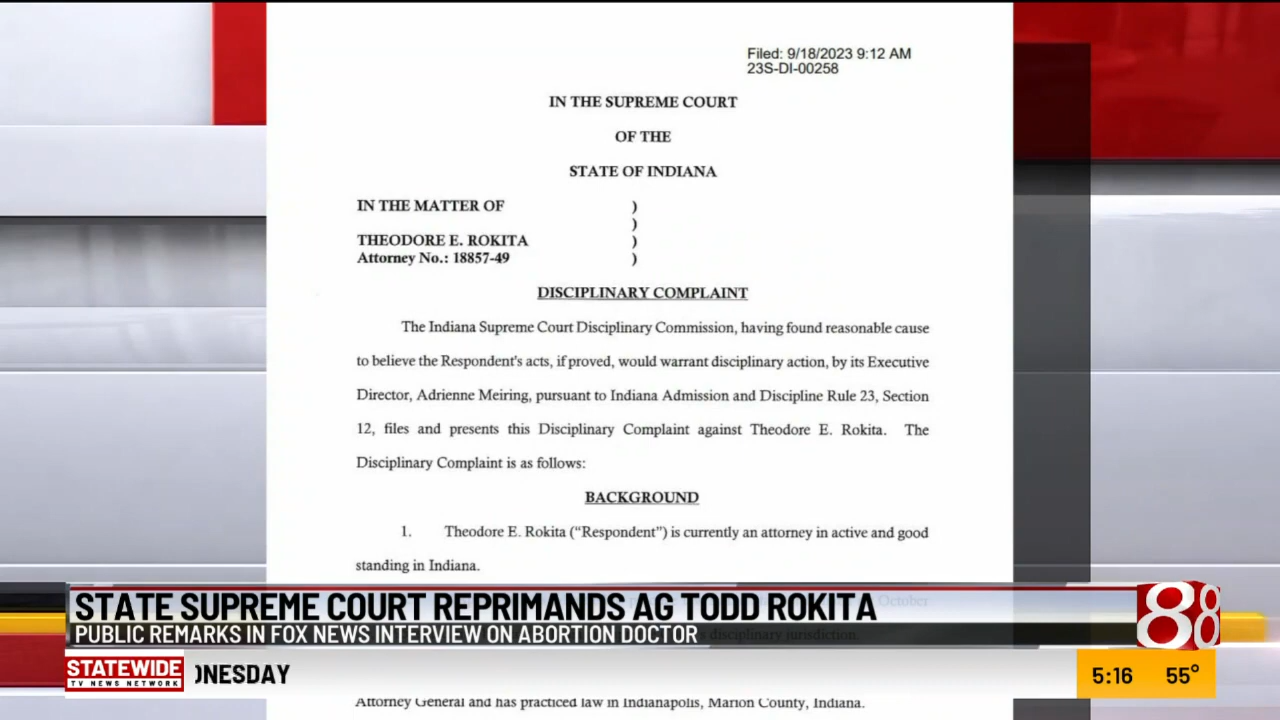 Filed: 9/18/2023 9:12 AM
23S-DI-00258
IN THE SUPREME COURT
OF THE
STATE OF INDIANA
IN THE MATTER OF )
)
THEODORE E. ROKITA )
Attorney No.: 18857-49 )
DISCIPLINARY COMPLAINT
The Indiana Supreme Court Disciplinary Commission, having found reasonable cause
to believe the Respondent's acts, if proved, would warrant disciplinary action, by its Executive
Director, Adrienne Meiring, pursuant to Indiana Admission and Discipline Rule 23, Section
12, files and presents this Disciplinary Complaint against Theodore E. Rokita. The
Disciplinary Complaint is as follows:
BACKGROUND
1. Theodore E. Rokita (“Respondent”) is currently an attorney in active and good
standing in Indiana.
October
disciplinary jurisdiction.
STATE SUPREME COURT REPRIMANDS AG TODD ROKITA
PUBLIC REMARKS IN FOX NEWS INTERVIEW ON ABORTION DOCTOR
8
STATEWIDE
TV NEWS NETWORK
DNESDAY
5:16 55°
Attorney General and has practiced law in Indianapolis, Marion County, Indiana.